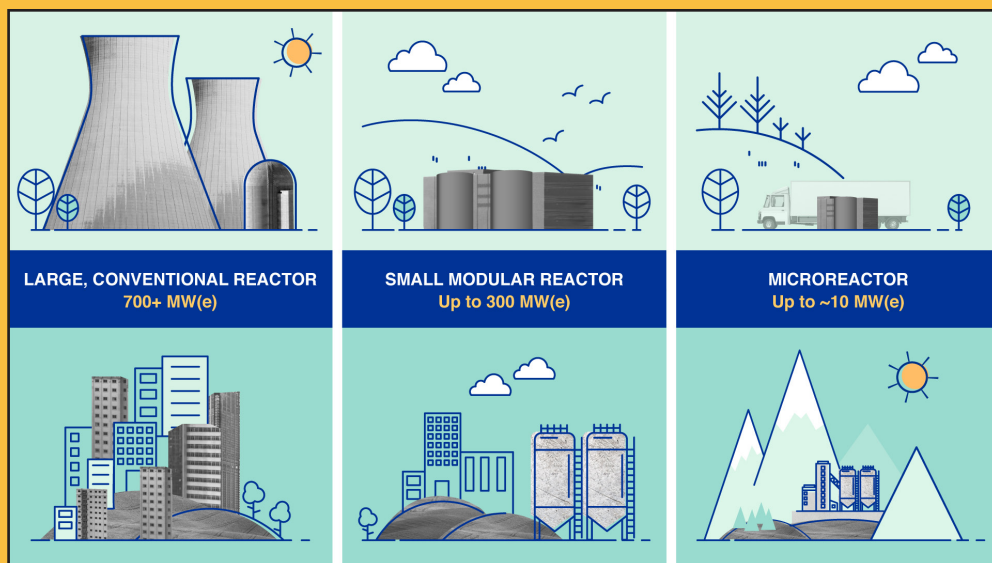 LARGE, CONVENTIONAL REACTOR
700+ MW(e)
SMALL MODULAR REACTOR
Up to 300 MW(e)
MICROREACTOR
Up to ~10 MW(e)